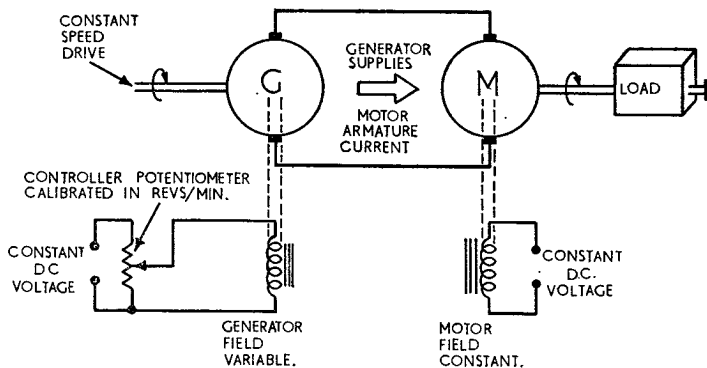 CONSTANT
SPEED
DRIVE
G
GENERATOR
SUPPLIES
MOTOR
ARMATURE
CURRENT
M
LOAD
CONTROLLER POTENTIOMETER
CALIBRATED IN REVS/MIN.
CONSTANT
DC
VOLTAGE
GENERATOR
FIELD
VARIABLE.
MOTOR
FIELD
CONSTANT.
CONSTANT
D.C.
VOLTAGE